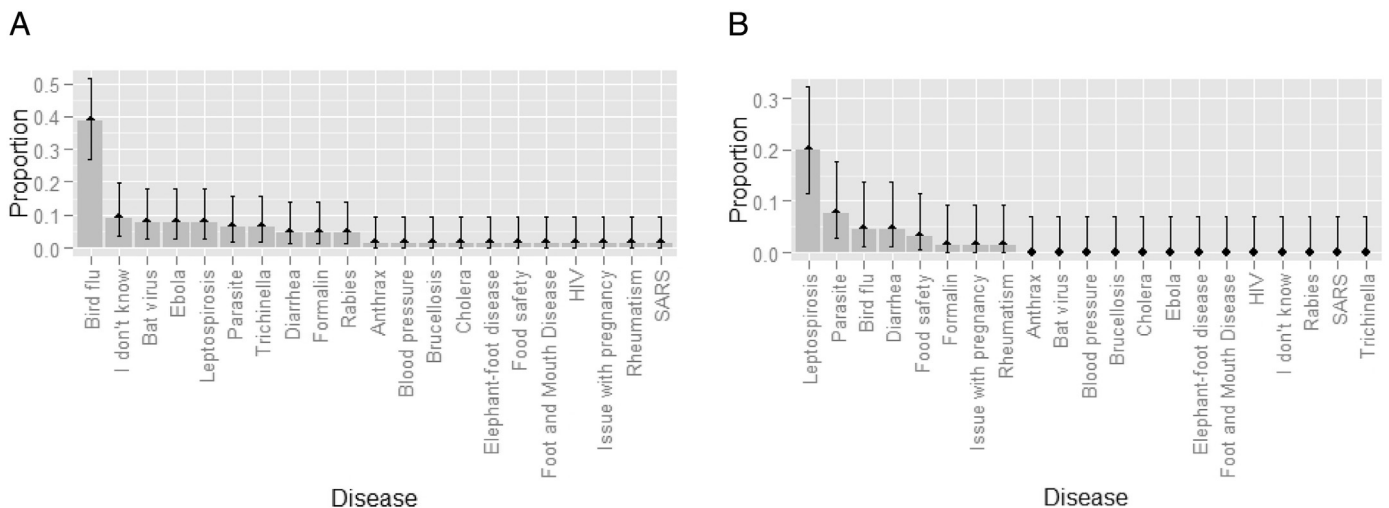 A
Proportion
0.5
0.4
0.3
0.2
0.1
0.0
Bird flu
I don't know
Bat virus
Ebola
Leptospirosis
Parasite
Trichinella
Diarrhea
Formalin
Rabies
Anthrax
Blood pressure
Brucellosis
Cholera
Elephant-foot disease
Food safety
Foot and Mouth Disease
HIV
Issue with pregnancy
Rheumatism
SARS
Disease
B
Proportion
0.3
0.2
0.1
0.0
Leptospirosis
Parasite
Bird flu
Diarrhea
Food safety
Formalin
Issue with pregnancy
Rheumatism
Anthrax
Bat virus
Blood pressure
Brucellosis
Cholera
Ebola
Elephant-foot disease
Foot and Mouth Disease
HIV
I don't know
Rabies
SARS
Trichinella
Disease